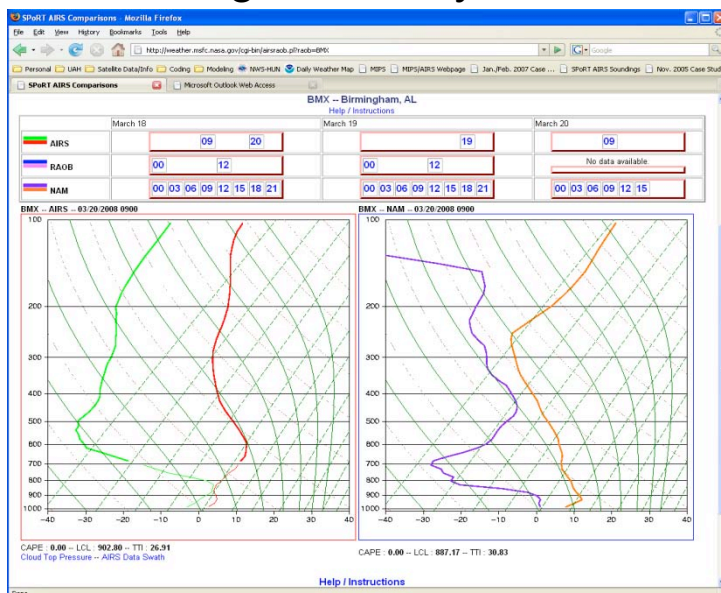 SPoRT AIRS Comparisons - Mozilla Firefox
File Edit View History Bookmarks Tools Help
http://weather.msfc.nasa.gov/cgi-bin/airsraob.pl?raob=BMX
Google
Personal UAH Satellite Data/Info Coding Modeling NWS-HUN Daily Weather Map MIPS MIPS/AIRS Webpage Jan./Feb. 2007 Case ... SPoRT AIRS Soundings Nov. 2005 Case Stud
SPoRT AIRS Comparisons Microsoft Outlook Web Access
BMX -- Birmingham, AL
Help / Instructions
March 18 March 19 March 20
AIRS 09 20 19 09
RAOB 00 12 00 12 No data available
NAM 00 03 06 09 12 15 18 21 00 03 06 09 12 15 18 21 00 03 06 09 12 15
BMX -- AIRS -- 03/20/2008 0900 BMX -- NAM -- 03/20/2008 0900
100 100
200 200
300 300
400 400
500 500
600 600
700 700
800 800
900 900
1000 1000
-40 -30 -20 -10 0 10 20 30 40 -40 -30 -20 -10 0 10 20 30 40
CAPE : 0.00 -- LCL : 902.80 -- TTI : 26.91 CAPE : 0.00 -- LCL : 887.17 -- TTI : 30.83
Cloud Top Pressure -- AIRS Data Swath
Help / Instructions